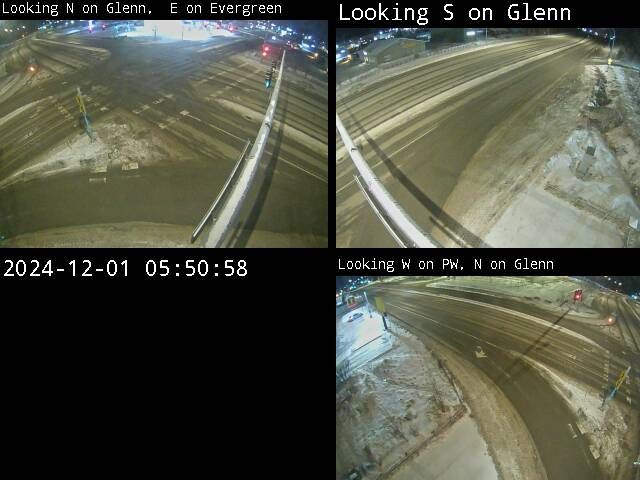 Looking N on Glenn, E on Evergreen
Looking S on Glenn
2024-12-01 05:50:58
Looking W on PW, N on Glenn